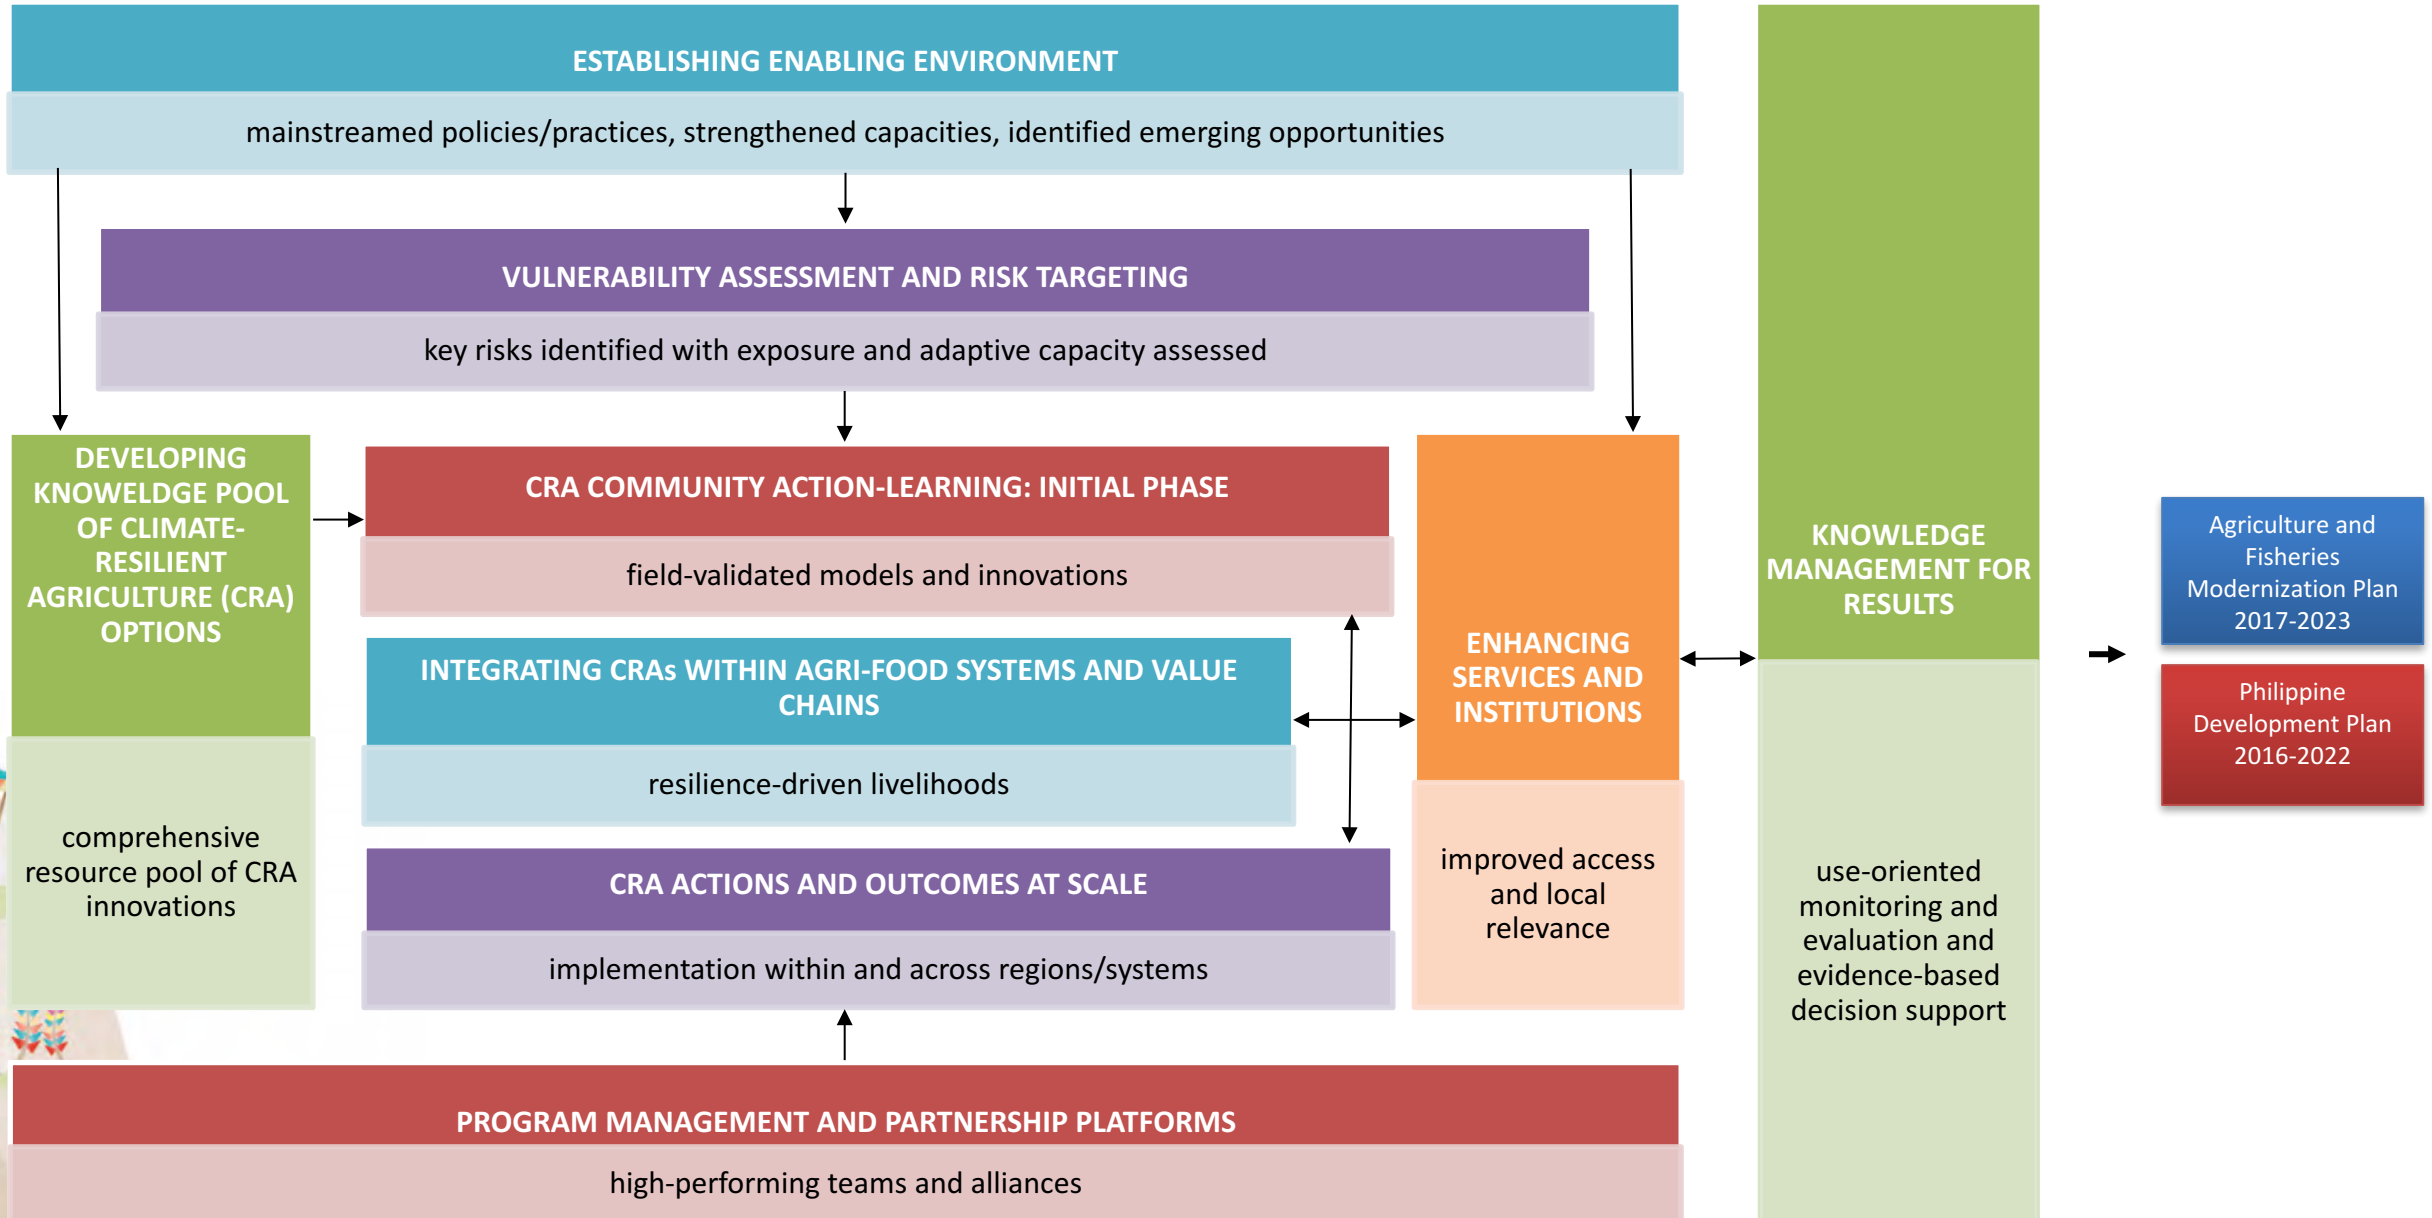 ESTABLISHING ENABLING ENVIRONMENT
mainstreamed policies/practices, strengthened capacities, identified emerging opportunities
VULNERABILITY ASSESSMENT AND RISK TARGETING
key risks identified with exposure and adaptive capacity assessed
DEVELOPING
KNOWELDGE POOL
OF CLIMATE-
RESILIENT
AGRICULTURE (CRA)
OPTIONS
comprehensive
resource pool of CRA
innovations
CRA COMMUNITY ACTION-LEARNING: INITIAL PHASE
field-validated models and innovations
INTEGRATING CRAs WITHIN AGRI-FOOD SYSTEMS AND VALUE
CHAINS
resilience-driven livelihoods
CRA ACTIONS AND OUTCOMES AT SCALE
implementation within and across regions/systems
ENHANCING
SERVICES AND
INSTITUTIONS
improved access
and local
relevance
PROGRAM MANAGEMENT AND PARTNERSHIP PLATFORMS
high-performing teams and alliances
KNOWLEDGE
MANAGEMENT FOR
RESULTS
use-oriented
monitoring and
evaluation and
evidence-based
decision support
Agriculture and
Fisheries
Modernization Plan
2017-2023
Philippine
Development Plan
2016-2022